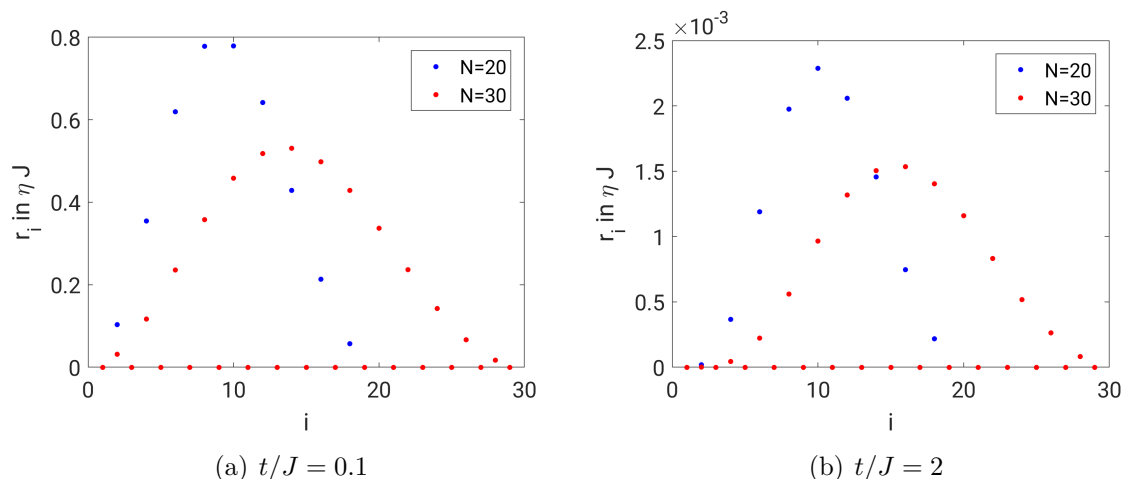 0.8
0.6
0.4
0.2
0
0 10 20 30
r_i in η J
i
N=20
N=30
(a) t/J = 0.1
×10^-3
2.5
2
1.5
1
0.5
0
0 10 20 30
r_i in η J
i
N=20
N=30
(b) t/J = 2